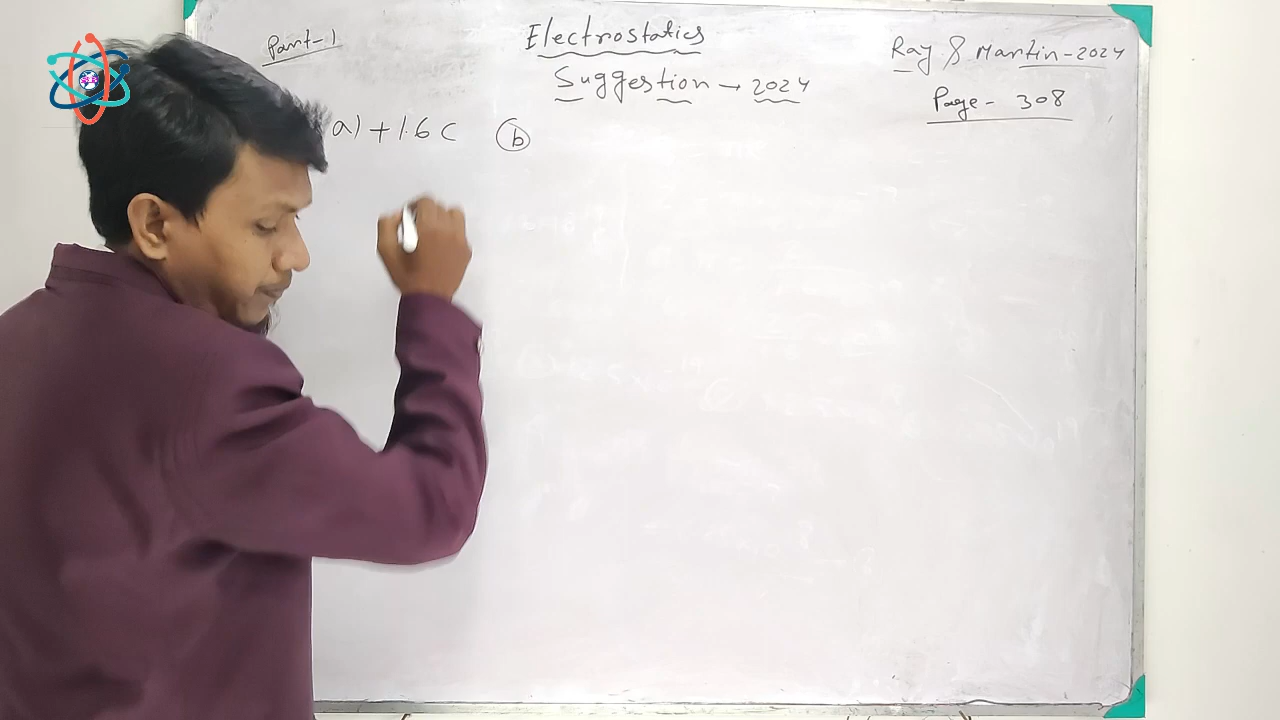 Part-1
Electrostatics
Suggestion → 2024
Ray & Martin-2024
Page - 308
a) + 1.6 C (b)